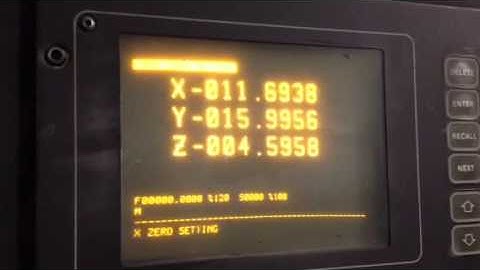 X-011.6938
Y-015.9956
Z-004.5958
F00000.0000 %120 S0000 %100
M
X ZERO SETTING
DELETE
ENTER
RECALL
NEXT